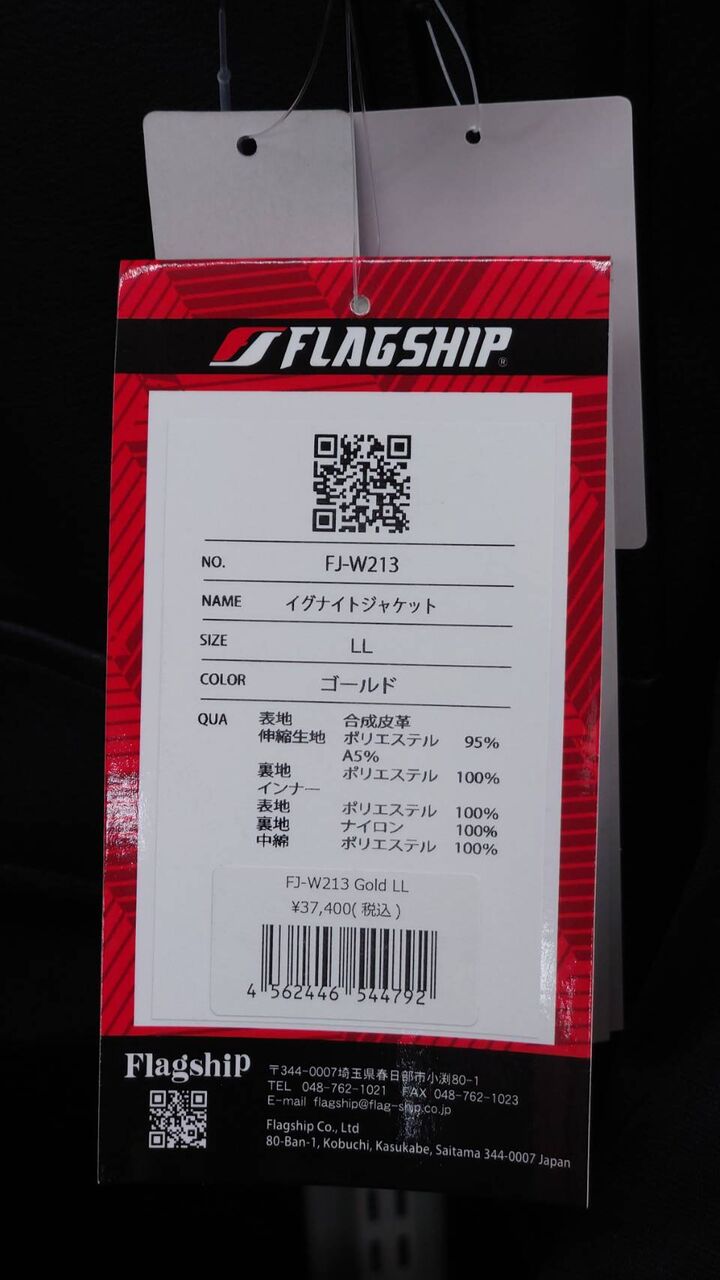 FLAGSHIP®
NO. FJ-W213
NAME イグナイトジャケット
SIZE LL
COLOR ゴールド
QUA 表地 合成皮革
伸縮生地 ポリエステル 95%
A5%
裏地 ポリエステル 100%
インナー
表地 ポリエステル 100%
裏地 ナイロン 100%
中綿 ポリエステル 100%
FJ-W213 Gold LL
¥37,400(税込)
4 562446 544792
Flagship
〒344-0007埼玉県春日部市小渕80-1
TEL 048-762-1021 FAX 048-762-1023
E-mail flagship@flag-ship.co.jp
Flagship Co., Ltd
80-Ban-1, Kobuchi, Kasukabe, Saitama 344-0007 Japan